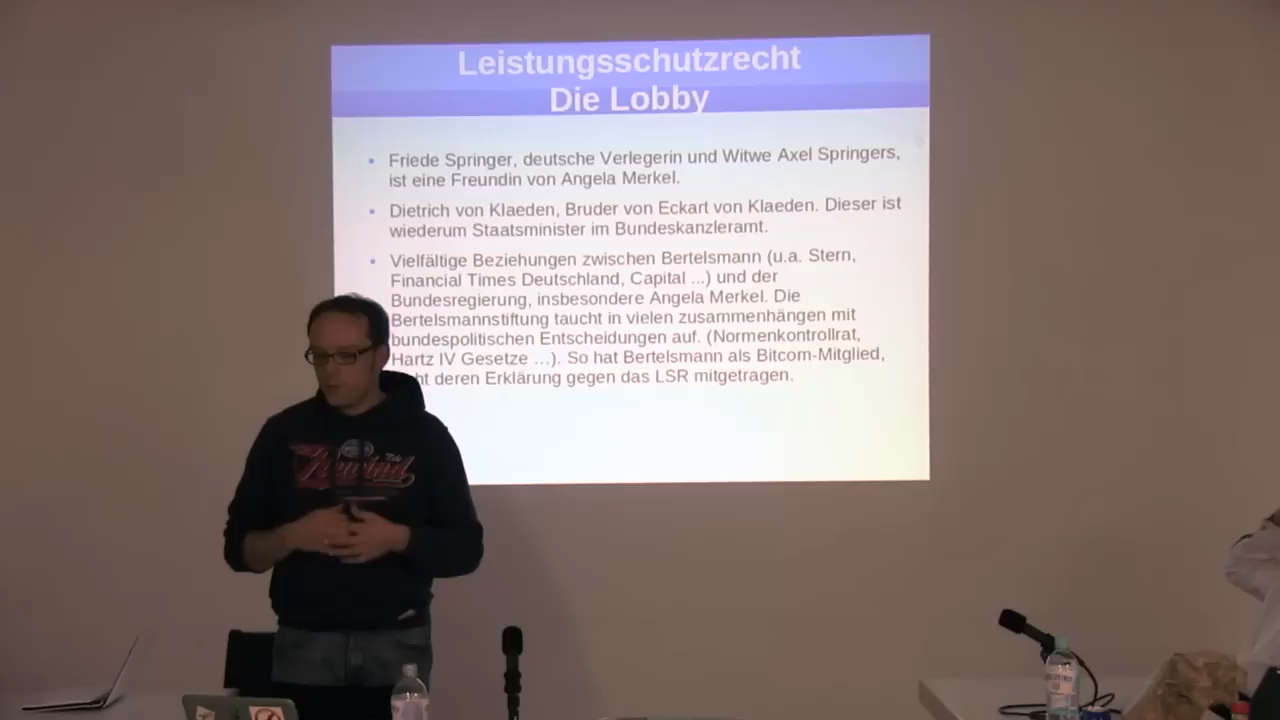 Leistungsschutzrecht
Die Lobby
Friede Springer, deutsche Verlegerin und Witwe Axel Springers,
ist eine Freundin von Angela Merkel.
Dietrich von Klaeden, Bruder von Eckart von Klaeden. Dieser ist
wiederum Staatsminister im Bundeskanzleramt.
Vielfältige Beziehungen zwischen Bertelsmann (u.a. Stern,
Financial Times Deutschland, Capital ...) und der
Bundesregierung, insbesondere Angela Merkel. Die
Bertelsmannstiftung taucht in vielen zusammenhängen mit
bundespolitischen Entscheidungen auf. (Normenkontrollrat,
Hartz IV Gesetze ...). So hat Bertelsmann als Bitcom-Mitglied,
deren Erklärung gegen das LSR mitgetragen.